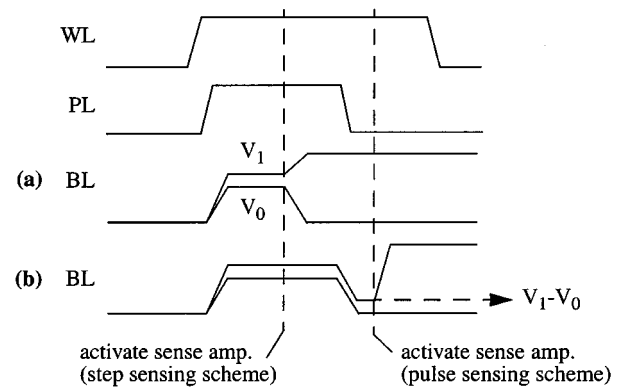 WL
PL
(a) BL
V1
V0
(b) BL
V1-V0
activate sense amp.
(step sensing scheme)
activate sense amp.
(pulse sensing scheme)